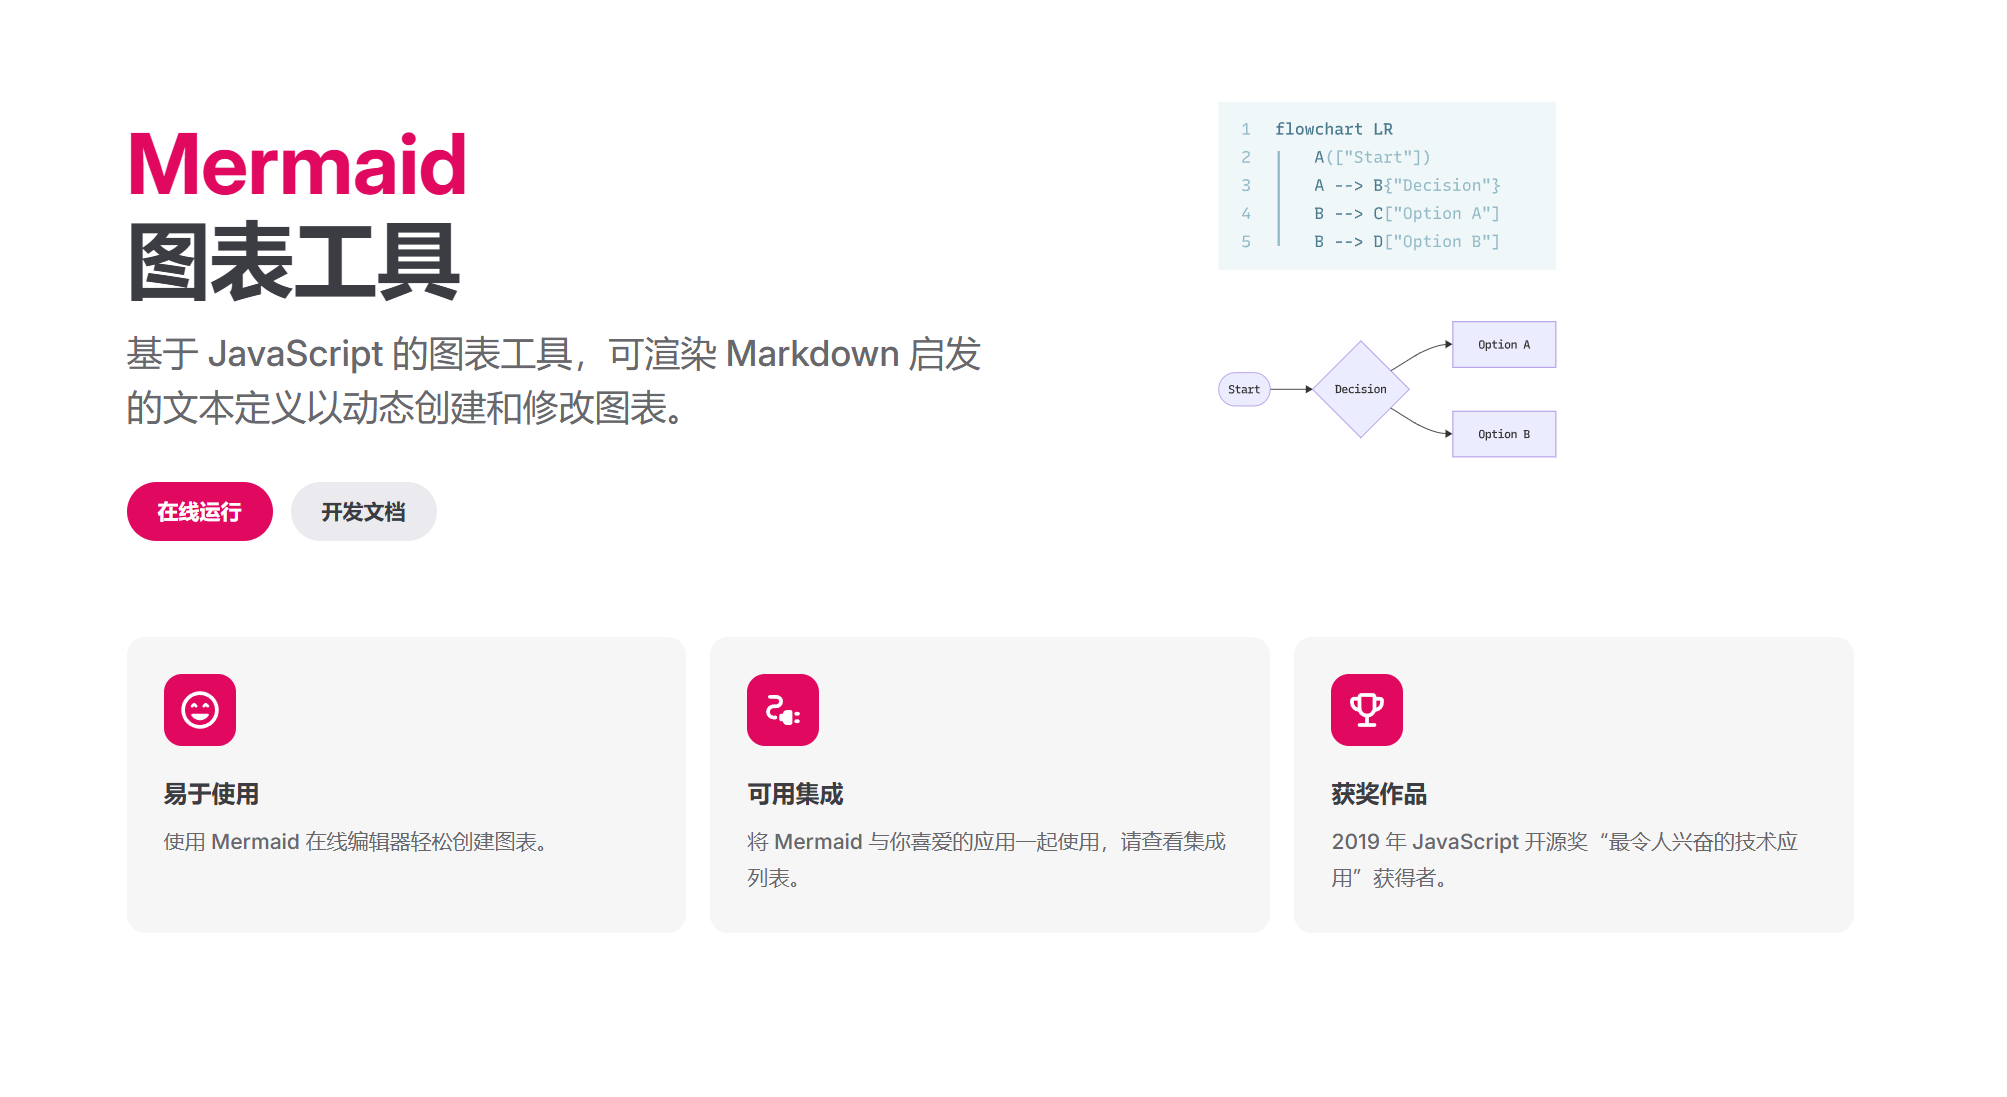 Mermaid
图表工具
基于 JavaScript 的图表工具，可渲染 Markdown 启发
的文本定义以动态创建和修改图表。
在线运行
开发文档
1 flowchart LR
2 A(["Start"])
3 A --> B{"Decision"}
4 B --> C["Option A"]
5 B --> D["Option B"]
Start
Decision
Option A
Option B
易于使用
使用 Mermaid 在线编辑器轻松创建图表。
可用集成
将 Mermaid 与你喜爱的应用一起使用，请查看集成
列表。
获奖作品
2019 年 JavaScript 开源奖“最令人兴奋的技术应
用”获得者。